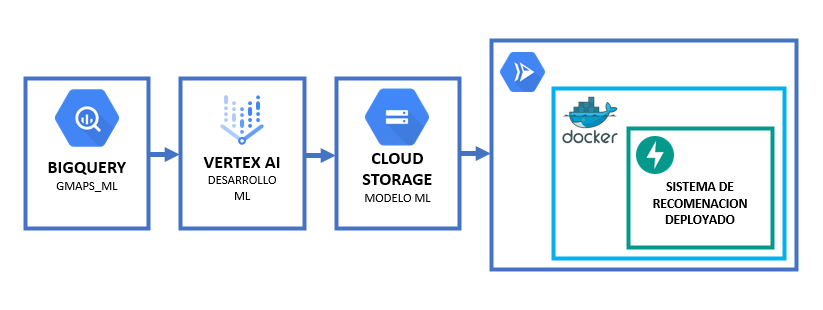 BIGQUERY
GMAPS_ML
VERTEX AI
DESARROLLO
ML
CLOUD
STORAGE
MODELO ML
docker
SISTEMA DE
RECOMENACION
DEPLOYADO